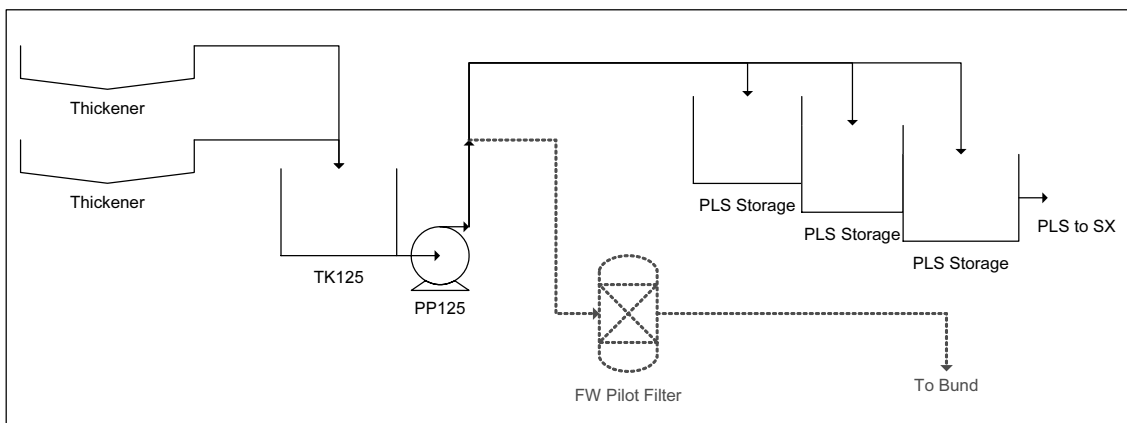 Thickener
Thickener
TK125
PP125
PLS Storage
PLS Storage
PLS Storage
PLS to SX
FW Pilot Filter
To Bund